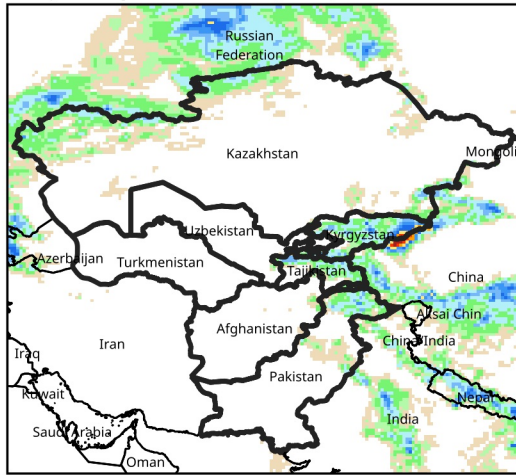 Russian
Federation
Kazakhstan
Mongoli
Uzbekistan
Kyrgyzstan
Azerbaijan
Turkmenistan
Tajikistan
China
Aksai Chin
Afghanistan
Iran
China/India
Iraq
Pakistan
Kuwait
Nepal
India
Saudi Arabia
Oman